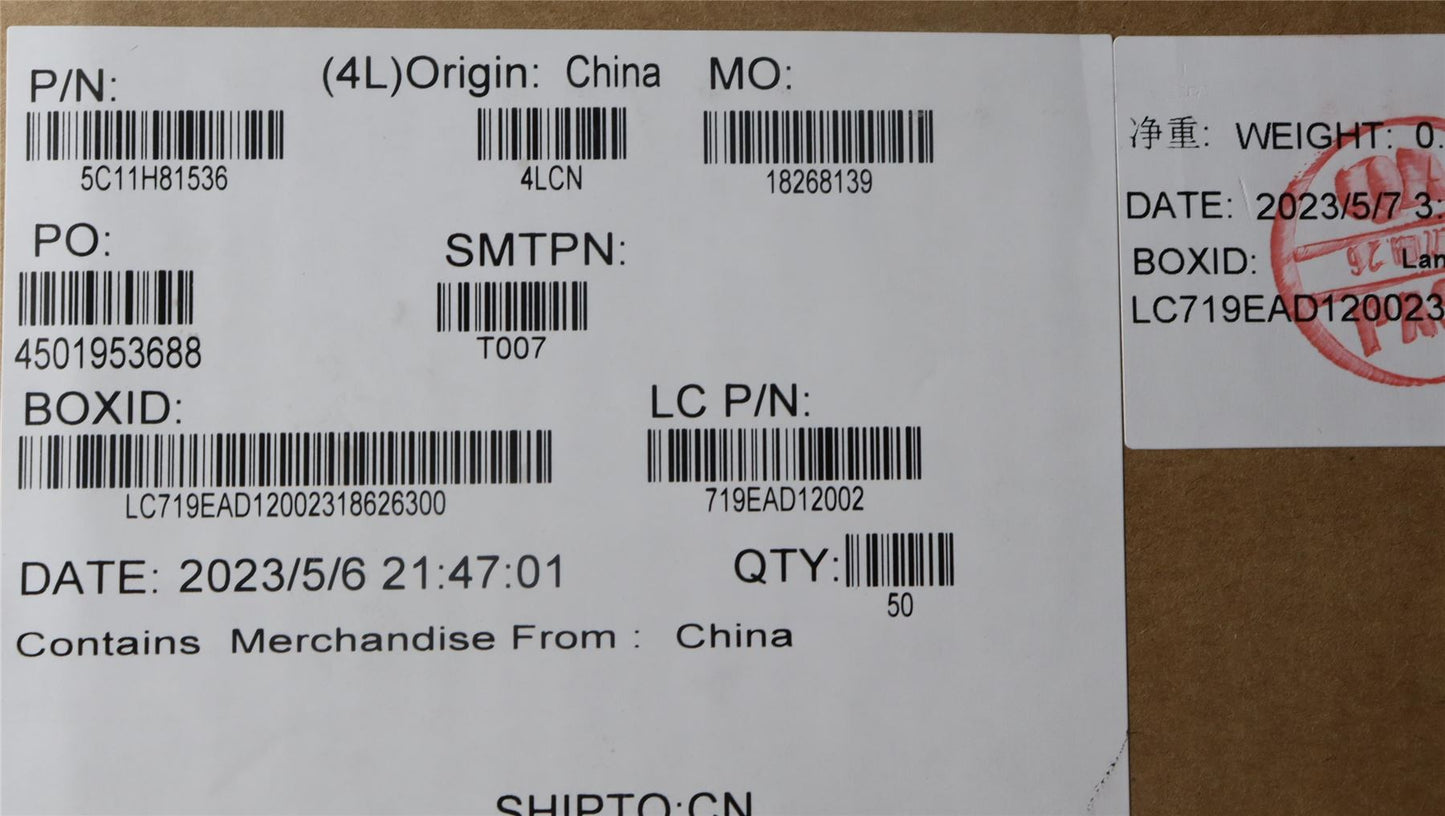 P/N:
5C11H81536
(4L)Origin: China
4LCN
MO:
18268139
PO:
4501953688
SMTPN:
T007
BOXID:
LC719EAD12002318626300
LC P/N:
719EAD12002
DATE: 2023/5/6 21:47:01
QTY:
50
Contains Merchandise From : China
SHIPTO:CN
净重: WEIGHT: 0.
DATE: 2023/5/7 3:
BOXID:
Lan
LC719EAD120023